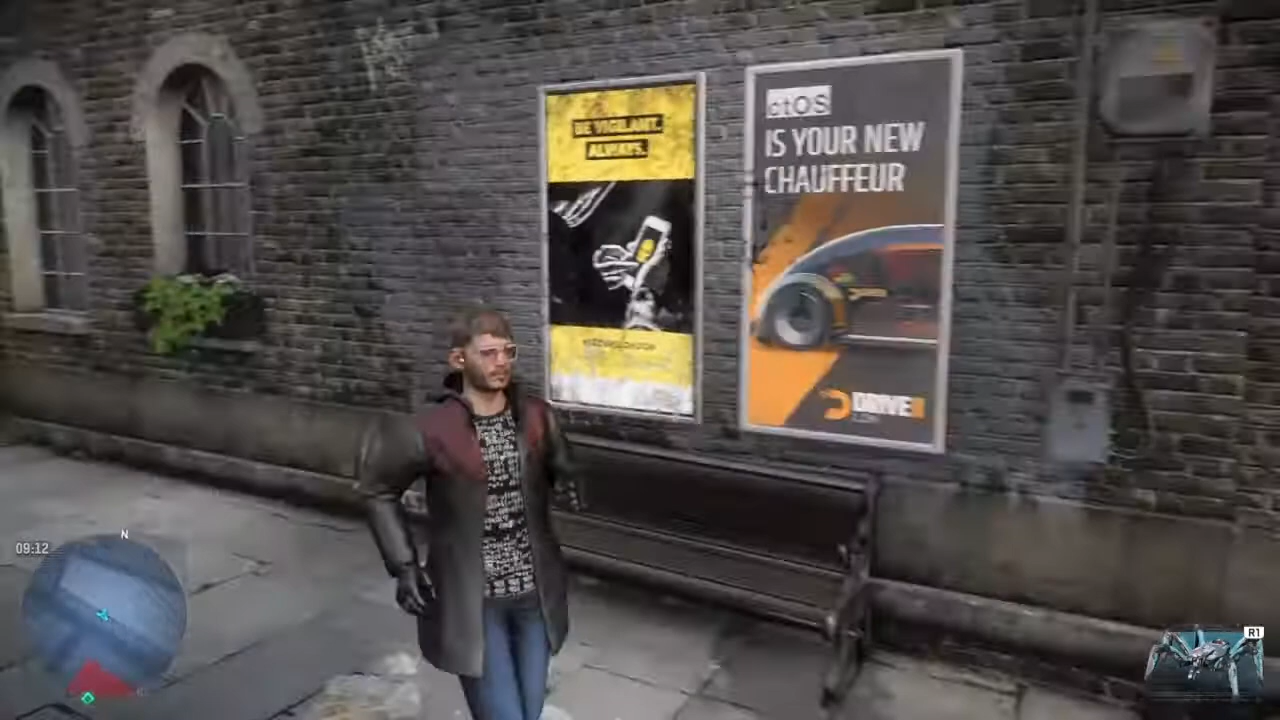 BE VIGILANT.
ALWAYS.
ctOS
IS YOUR NEW
CHAUFFEUR
DRIVE
N
09:12
R1